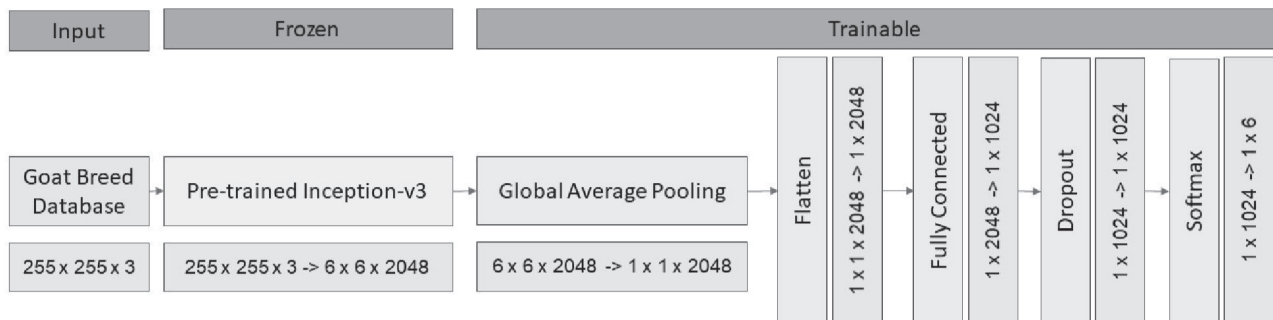 Input
Frozen
Trainable
Goat Breed
Database
Pre-trained Inception-v3
Global Average Pooling
Flatten
1 x 1 x 2048 -> 1 x 2048
Fully Connected
1 x 2048 -> 1 x 1024
Dropout
1 x 1024 -> 1 x 1024
Softmax
1 x 1024 -> 1 x 6
255 x 255 x 3
255 x 255 x 3 -> 6 x 6 x 2048
6 x 6 x 2048 -> 1 x 1 x 2048